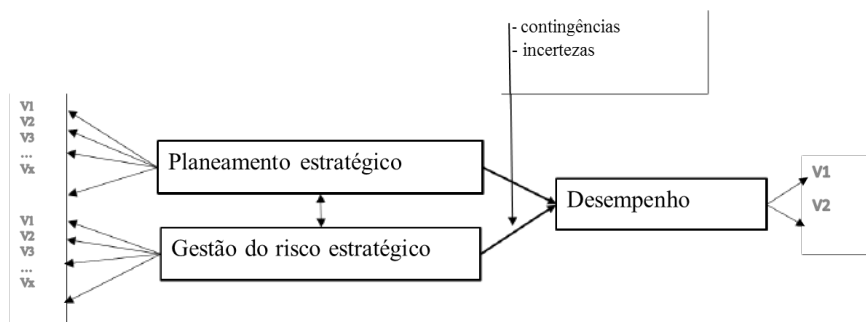 - contingências
- incertezas
V1
V2
V3
...
Vx
Planeamento estratégico
V1
V2
V3
...
Vx
Gestão do risco estratégico
Desempenho
V1
V2